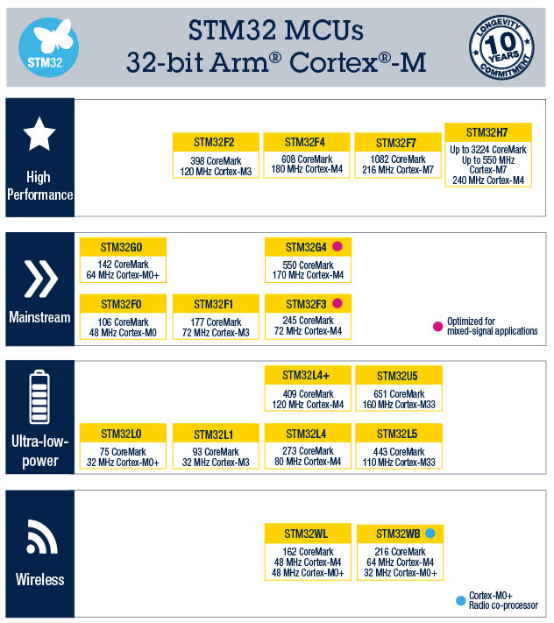 STM32
STM32 MCUs
32-bit Arm® Cortex®-M
LONGEVITY
10
YEARS
COMMITMENT
High
Performance
STM32F2
398 CoreMark
120 MHz Cortex-M3
STM32F4
608 CoreMark
180 MHz Cortex-M4
STM32F7
1082 CoreMark
216 MHz Cortex-M7
STM32H7
Up to 3224 CoreMark
Up to 550 MHz
Cortex-M7
240 MHz Cortex-M4
Mainstream
STM32G0
142 CoreMark
64 MHz Cortex-M0+
STM32G4
550 CoreMark
170 MHz Cortex-M4
STM32F0
106 CoreMark
48 MHz Cortex-M0
STM32F1
177 CoreMark
72 MHz Cortex-M3
STM32F3
245 CoreMark
72 MHz Cortex-M4
Optimized for
mixed-signal applications
Ultra-low-
power
STM32L4+
409 CoreMark
120 MHz Cortex-M4
STM32U5
651 CoreMark
160 MHz Cortex-M33
STM32L0
75 CoreMark
32 MHz Cortex-M0+
STM32L1
93 CoreMark
32 MHz Cortex-M3
STM32L4
273 CoreMark
80 MHz Cortex-M4
STM32L5
443 CoreMark
110 MHz Cortex-M33
Wireless
STM32WL
162 CoreMark
48 MHz Cortex-M4
48 MHz Cortex-M0+
STM32WB
216 CoreMark
64 MHz Cortex-M4
32 MHz Cortex-M0+
Cortex-M0+
Radio co-processor